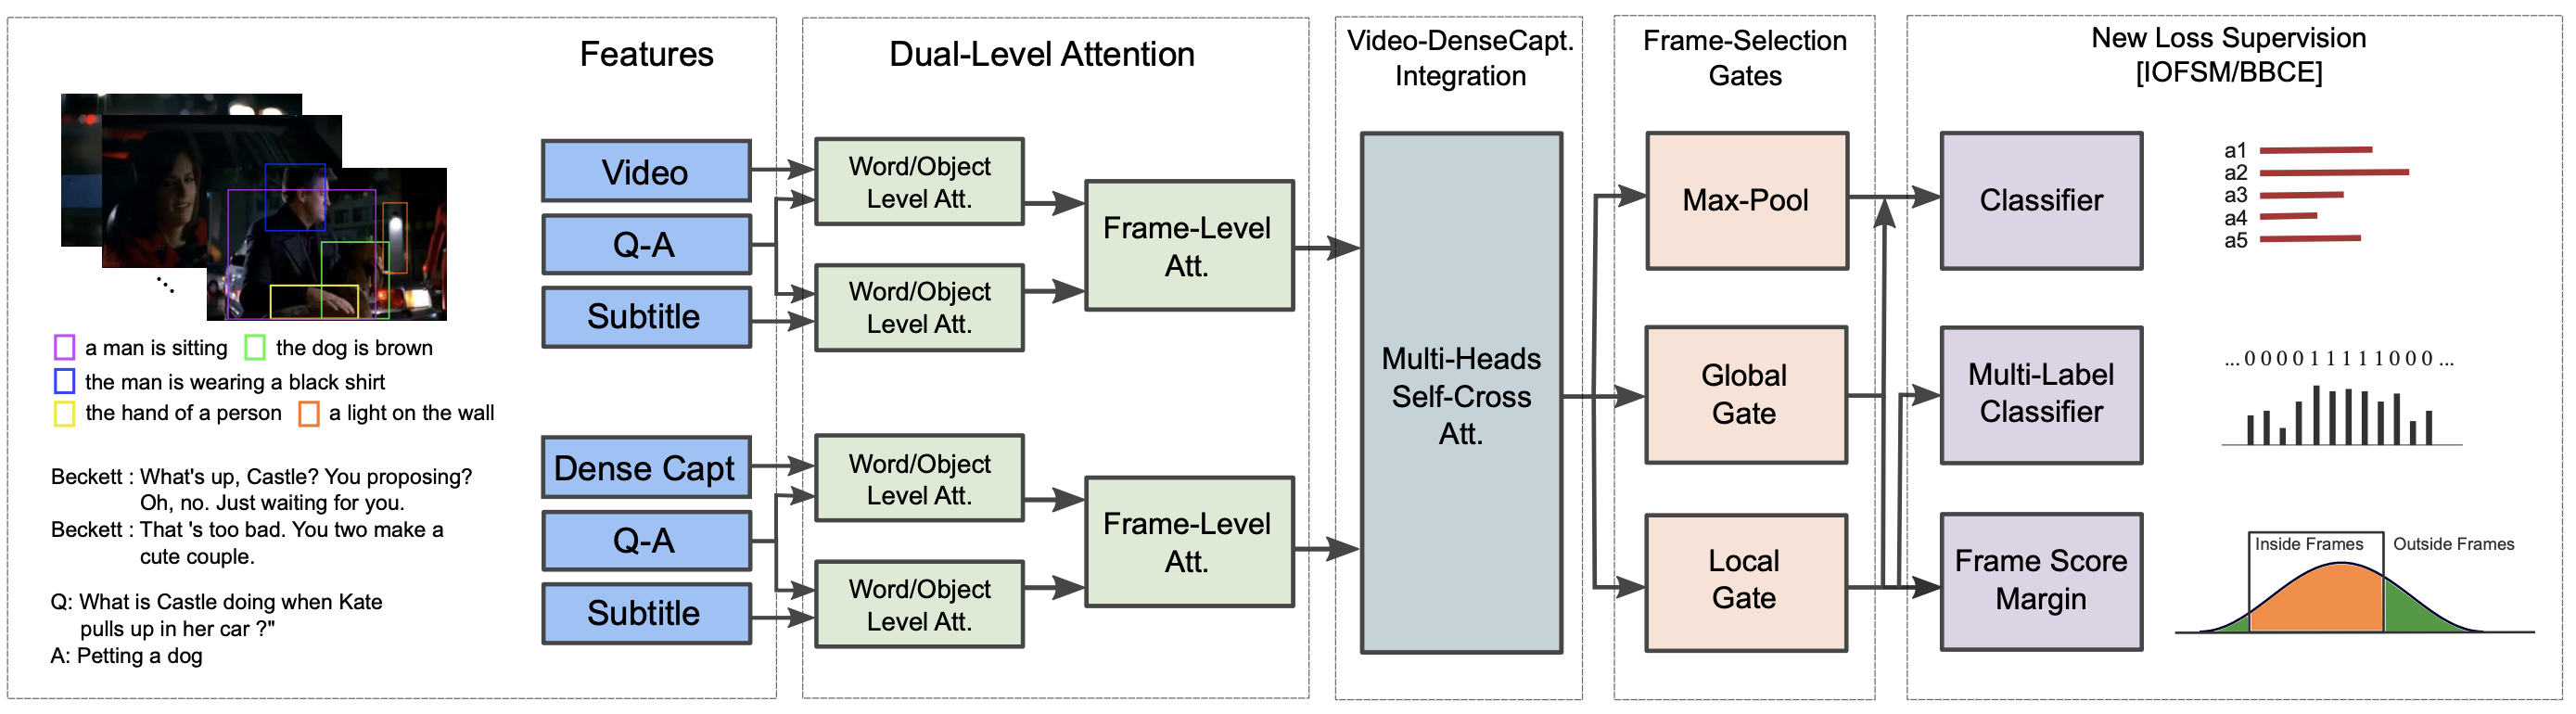 Features
Dual-Level Attention
Video-DenseCapt.
Integration
Frame-Selection
Gates
New Loss Supervision
[IOFSM/BBCE]
a man is sitting
the dog is brown
the man is wearing a black shirt
the hand of a person
a light on the wall
Beckett : What's up, Castle? You proposing?
Oh, no. Just waiting for you.
Beckett : That 's too bad. You two make a
cute couple.
Q: What is Castle doing when Kate
pulls up in her car ?"
A: Petting a dog
Video
Q-A
Subtitle
Dense Capt
Q-A
Subtitle
Word/Object
Level Att.
Word/Object
Level Att.
Word/Object
Level Att.
Word/Object
Level Att.
Frame-Level
Att.
Frame-Level
Att.
Multi-Heads
Self-Cross
Att.
Max-Pool
Global
Gate
Local
Gate
Classifier
Multi-Label
Classifier
Frame Score
Margin
a1
a2
a3
a4
a5
...0 0 0 0 1 1 1 1 1 0 0 0 ...
Inside Frames
Outside Frames